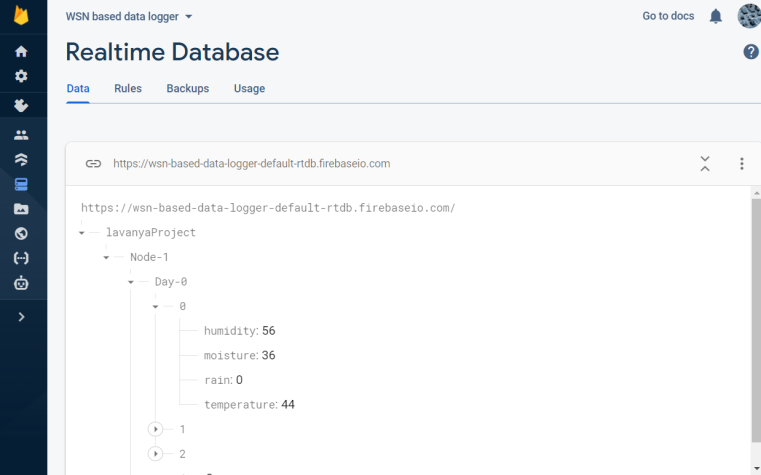 WSN based data logger
Go to docs
Realtime Database
Data Rules Backups Usage
https://wsn-based-data-logger-default-rtdb.firebaseio.com
https://wsn-based-data-logger-default-rtdb.firebaseio.com/
lavanyaProject
Node-1
Day-0
0
humidity: 56
moisture: 36
rain: 0
temperature: 44
1
2